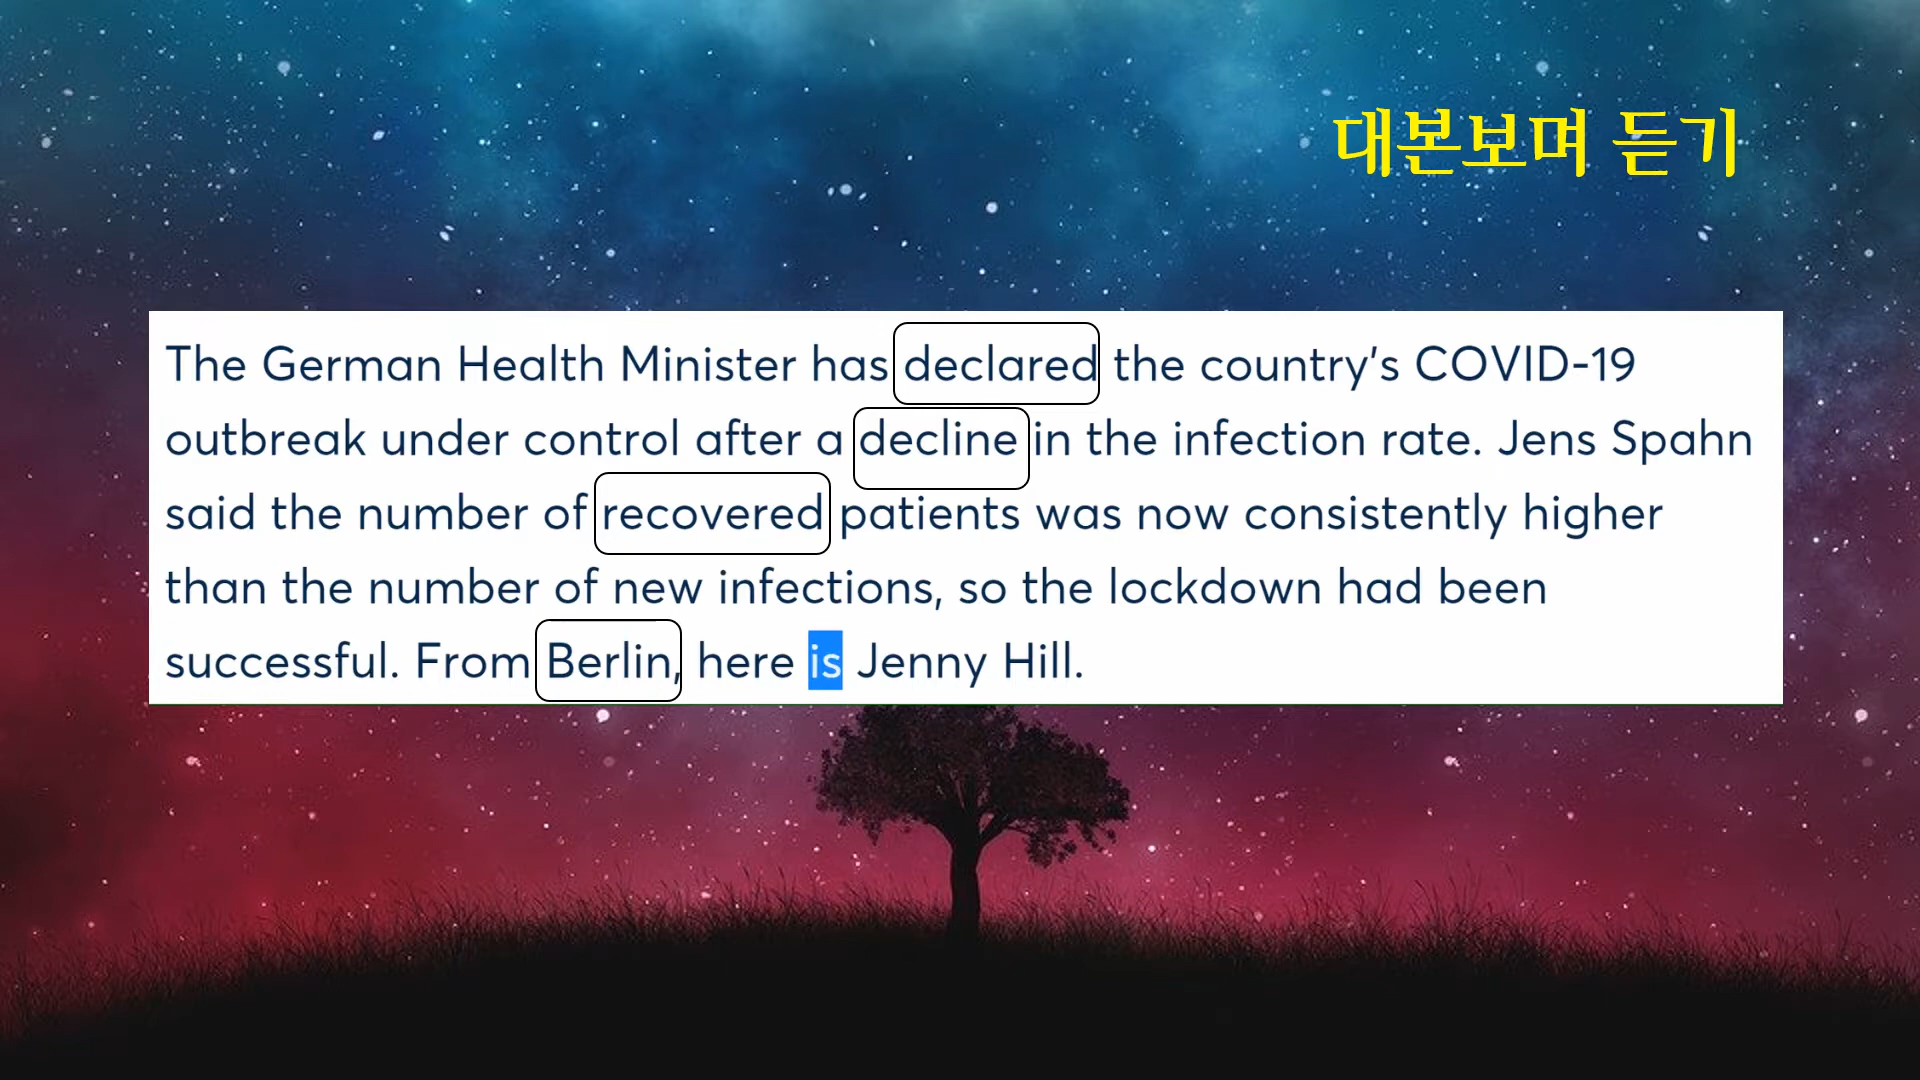 대본보며 듣기
The German Health Minister has declared the country's COVID-19
outbreak under control after a decline in the infection rate. Jens Spahn
said the number of recovered patients was now consistently higher
than the number of new infections, so the lockdown had been
successful. From Berlin, here is Jenny Hill.